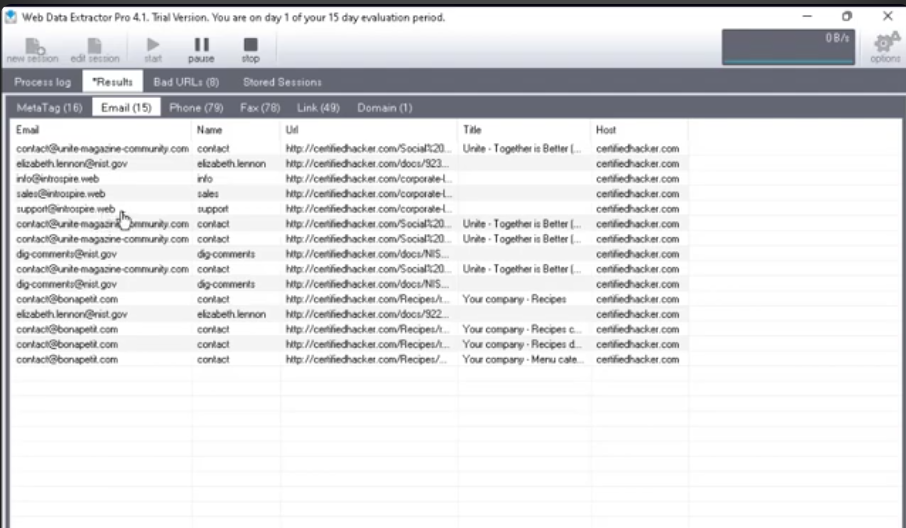 Web Data Extractor Pro 4.1. Trial Version. You are on day 1 of your 15 day evaluation period.
0 B/s
new session edit session start pause stop options
Process log *Results Bad URLs (8) Stored Sessions
MetaTag (16) Email (15) Phone (79) Fax (78) Link (49) Domain (1)
Email Name Url Title Host
contact@unite-magazine-community.com contact http://certifiedhacker.com/Social%20... Unite - Together is Better (... certifiedhacker.com
elizabeth.lennon@nist.gov elizabeth.lennon http://certifiedhacker.com/docs/923... certifiedhacker.com
info@introspire.web info http://certifiedhacker.com/corporate-l... certifiedhacker.com
sales@introspire.web sales http://certifiedhacker.com/corporate-l... certifiedhacker.com
support@introspire.web support http://certifiedhacker.com/corporate-l... certifiedhacker.com
contact@unite-magazine-community.com contact http://certifiedhacker.com/Social%20... Unite - Together is Better (... certifiedhacker.com
contact@unite-magazine-community.com contact http://certifiedhacker.com/Social%20... Unite - Together is Better (... certifiedhacker.com
dig-comments@nist.gov dig-comments http://certifiedhacker.com/docs/NIS... certifiedhacker.com
contact@unite-magazine-community.com contact http://certifiedhacker.com/Social%20... Unite - Together is Better (... certifiedhacker.com
dig-comments@nist.gov dig-comments http://certifiedhacker.com/docs/NIS... certifiedhacker.com
contact@bonapetit.com contact http://certifiedhacker.com/Recipes/r... Your company - Recipes certifiedhacker.com
elizabeth.lennon@nist.gov elizabeth.lennon http://certifiedhacker.com/docs/922... certifiedhacker.com
contact@bonapetit.com contact http://certifiedhacker.com/Recipes/r... Your company - Recipes c... certifiedhacker.com
contact@bonapetit.com contact http://certifiedhacker.com/Recipes/r... Your company - Recipes d... certifiedhacker.com
contact@bonapetit.com contact http://certifiedhacker.com/Recipes/... Your company - Menu cate... certifiedhacker.com